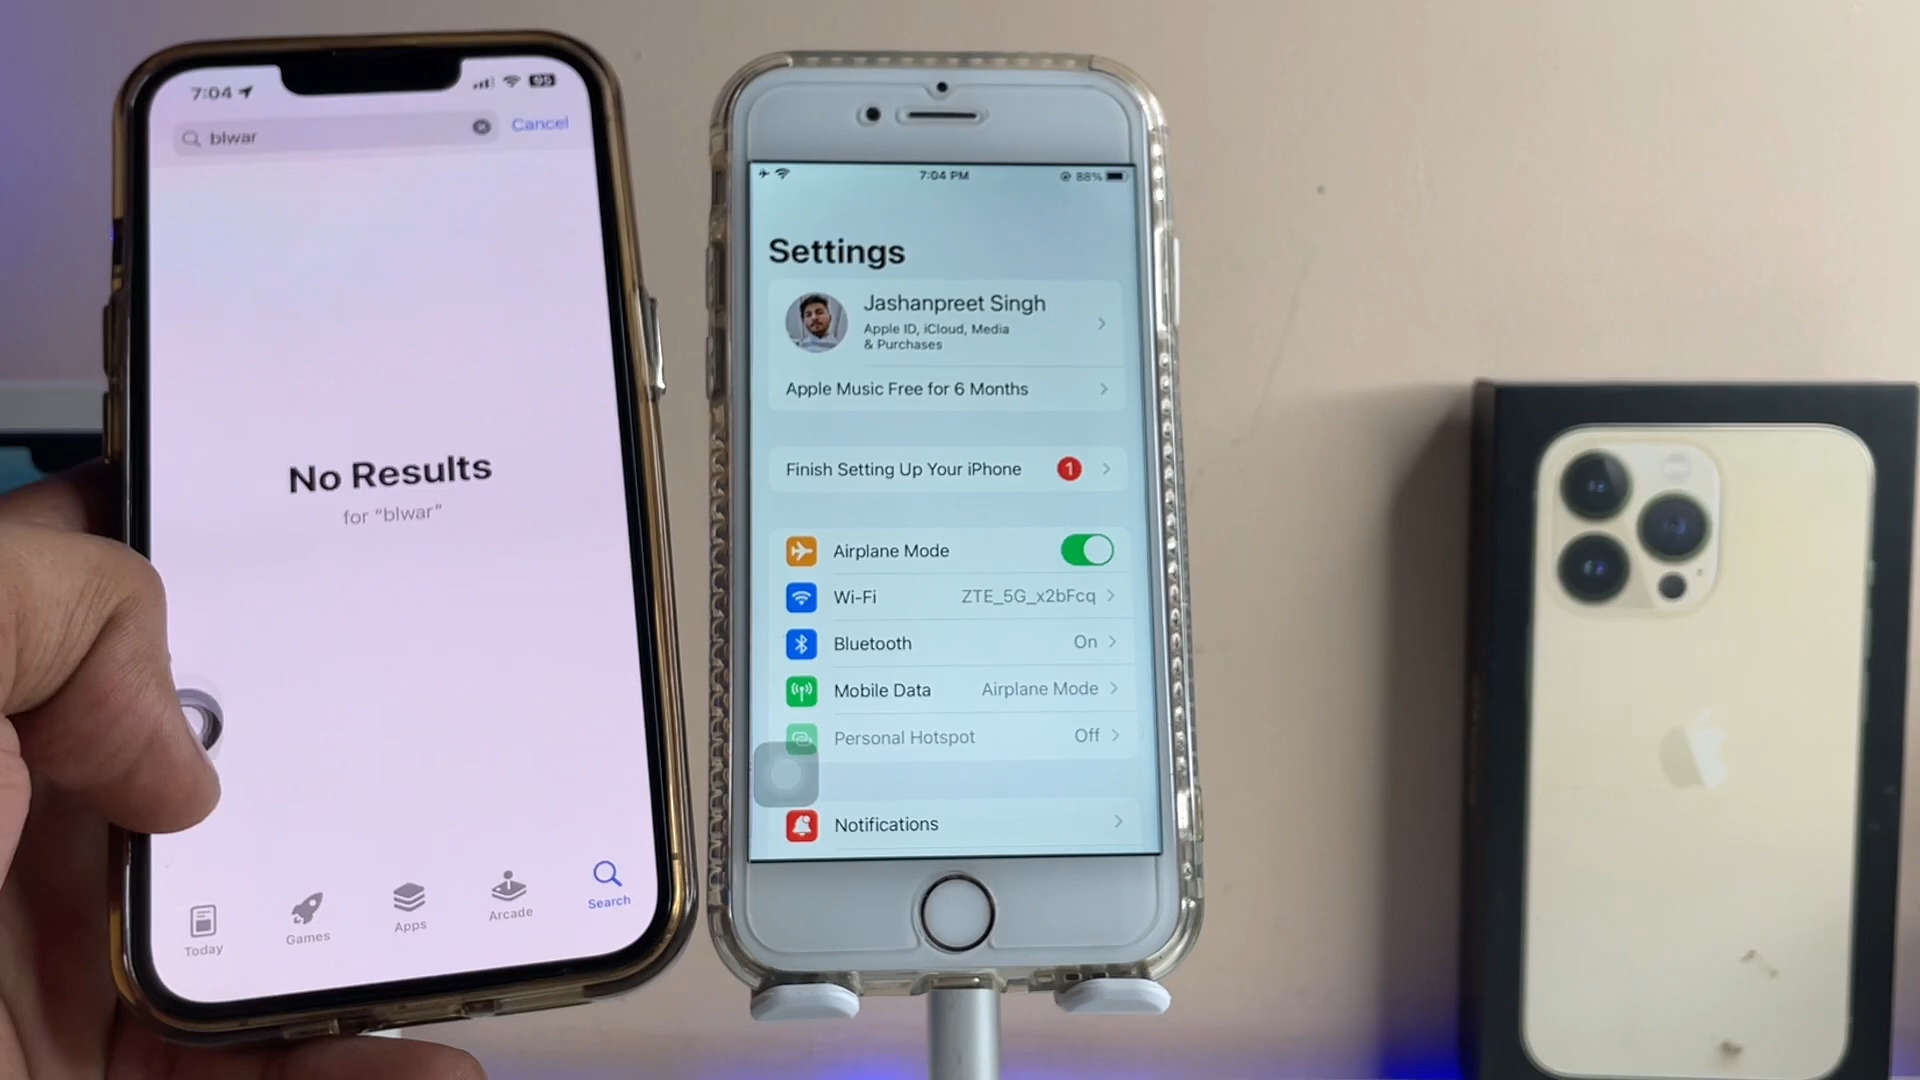 7:04
95
blwar
Cancel
No Results
for “blwar”
Today
Games
Apps
Arcade
Search
7:04 PM
88%
Settings
Jashanpreet Singh
Apple ID, iCloud, Media
& Purchases
Apple Music Free for 6 Months
Finish Setting Up Your iPhone
1
Airplane Mode
Wi-Fi
ZTE_5G_x2bFcq
Bluetooth
On
Mobile Data
Airplane Mode
Personal Hotspot
Off
Notifications